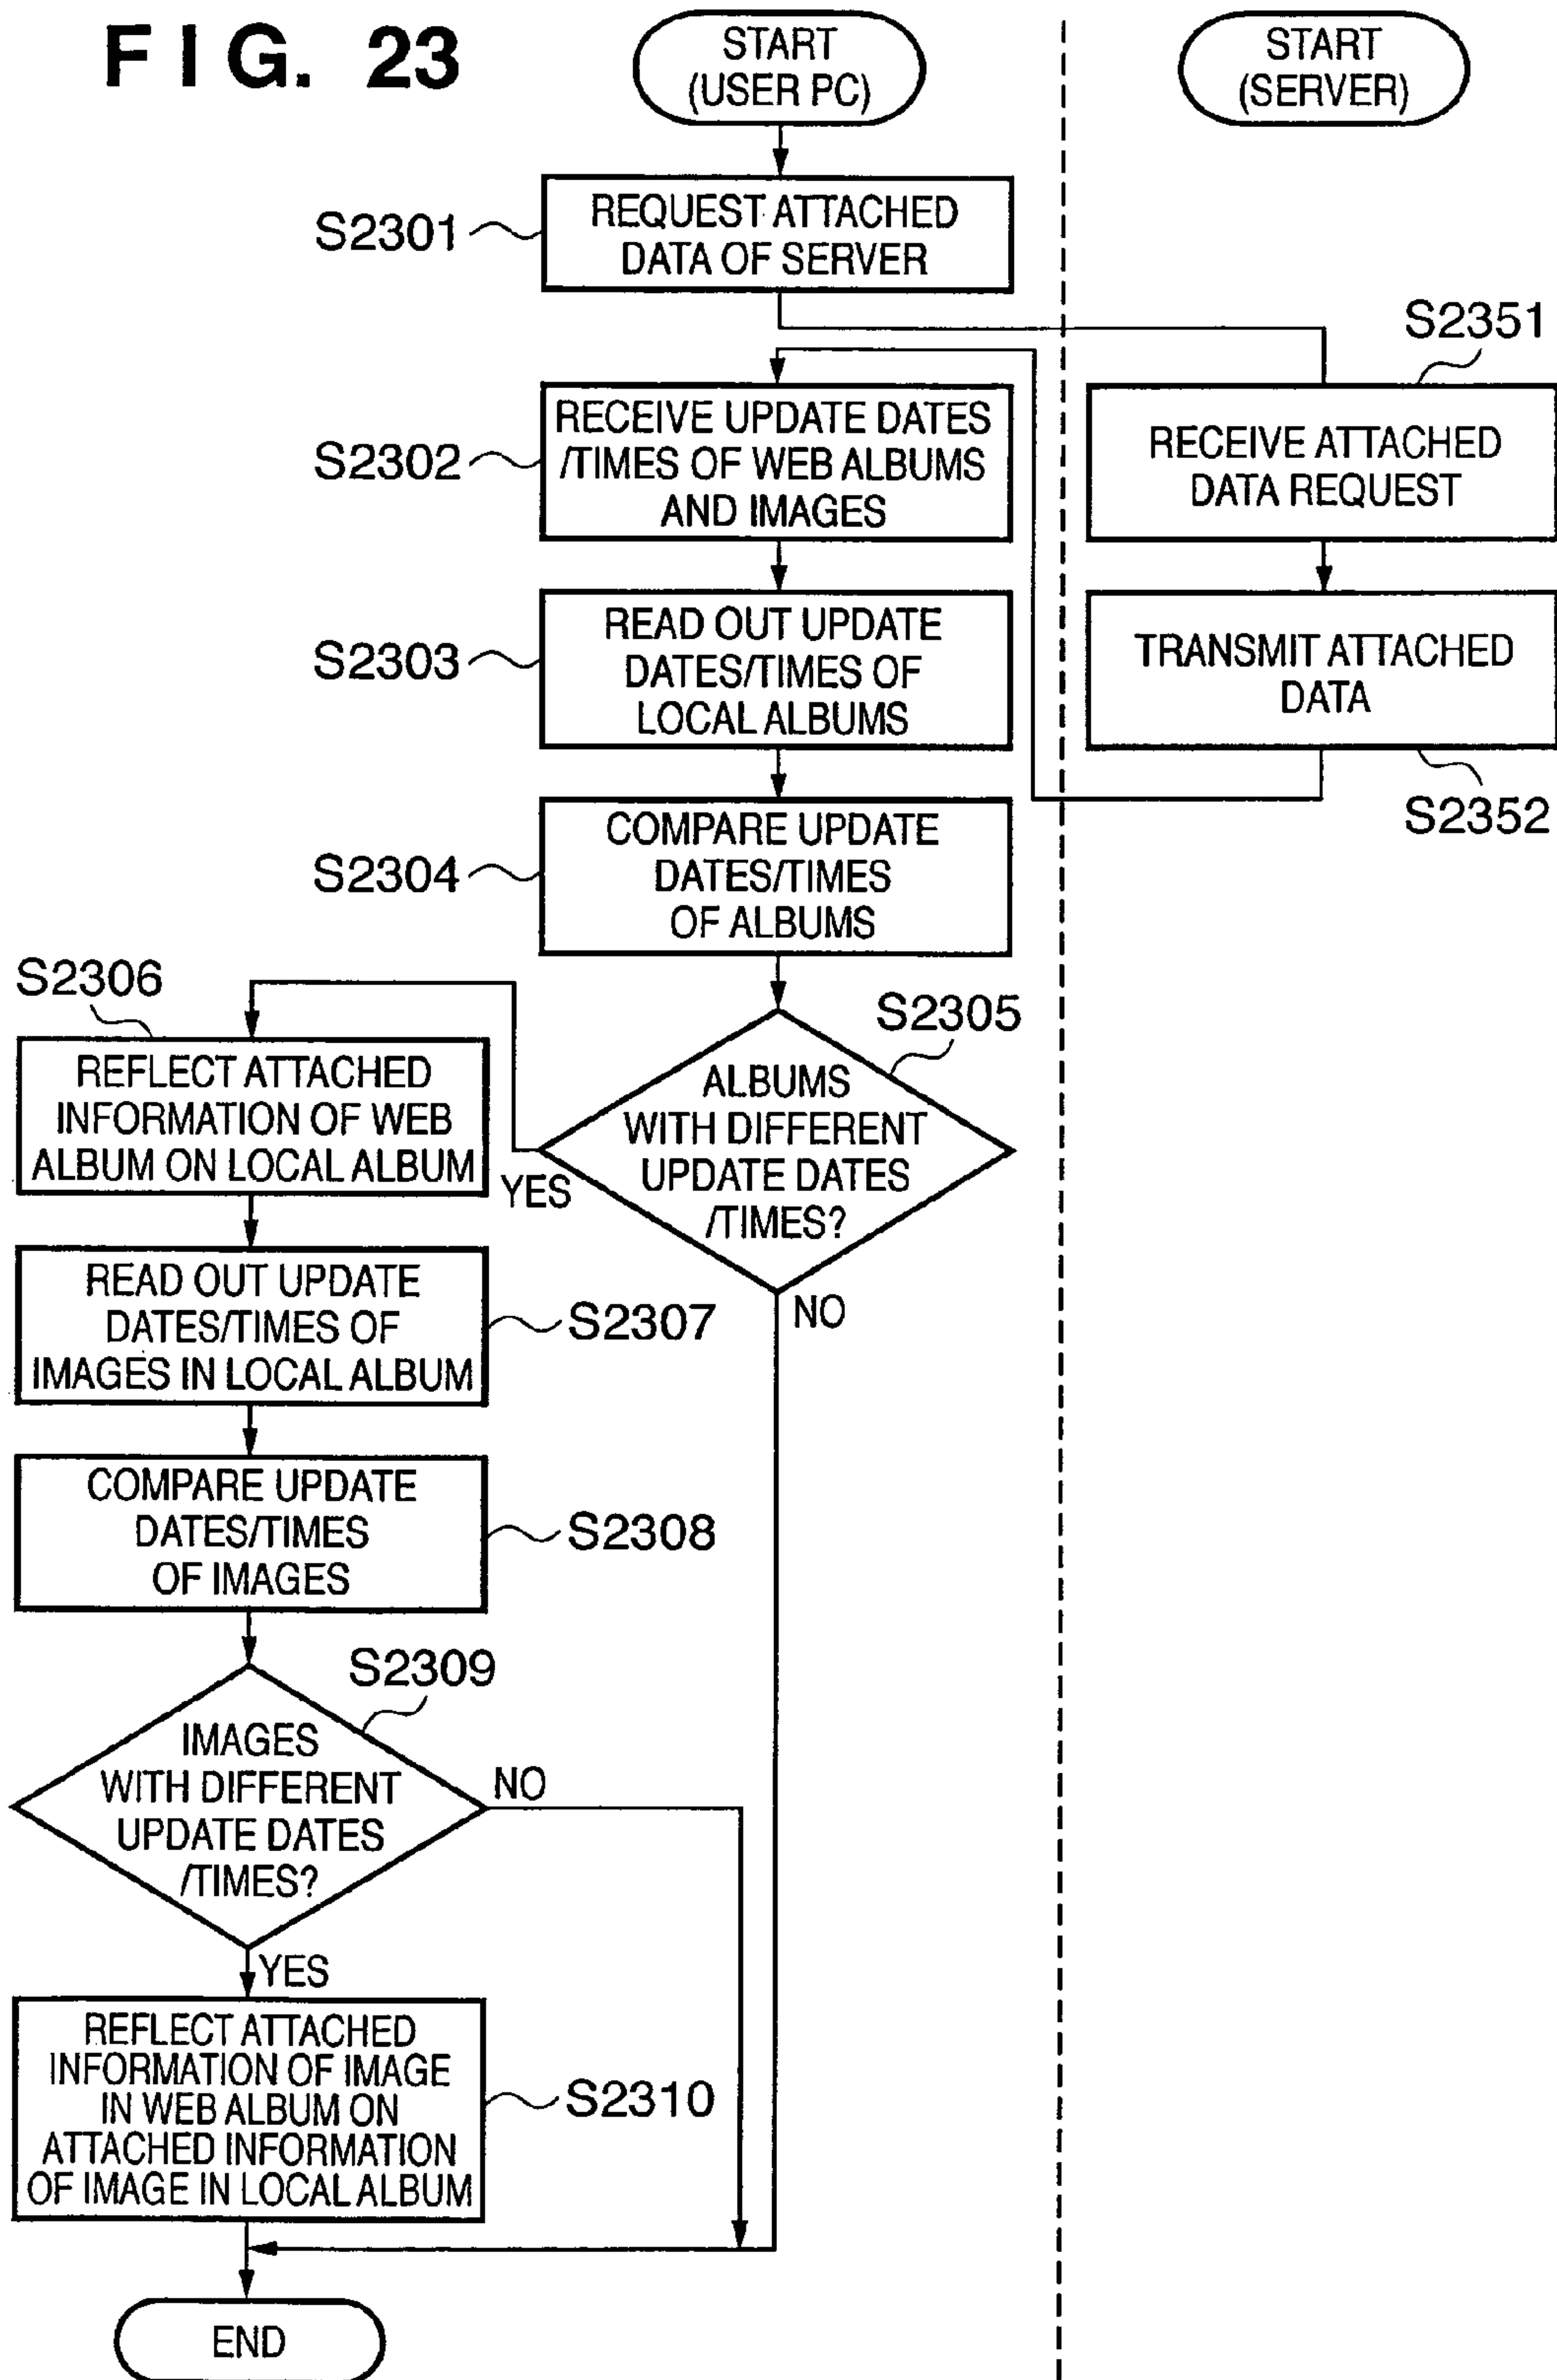 FIG. 23
START
(USER PC)
START
(SERVER)
S2301
REQUEST ATTACHED
DATA OF SERVER
S2351
S2302
RECEIVE UPDATE DATES
/TIMES OF WEB ALBUMS
AND IMAGES
RECEIVE ATTACHED
DATA REQUEST
S2303
READ OUT UPDATE
DATES/TIMES OF
LOCAL ALBUMS
TRANSMIT ATTACHED
DATA
S2352
S2304
COMPARE UPDATE
DATES/TIMES
OF ALBUMS
S2305
ALBUMS
WITH DIFFERENT
UPDATE DATES
/TIMES?
YES
NO
S2306
REFLECT ATTACHED
INFORMATION OF WEB
ALBUM ON LOCAL ALBUM
READ OUT UPDATE
DATES/TIMES OF
IMAGES IN LOCAL ALBUM
S2307
COMPARE UPDATE
DATES/TIMES
OF IMAGES
S2308
S2309
IMAGES
WITH DIFFERENT
UPDATE DATES
/TIMES?
NO
YES
REFLECT ATTACHED
INFORMATION OF IMAGE
IN WEB ALBUM ON
ATTACHED INFORMATION
OF IMAGE IN LOCAL ALBUM
S2310
END